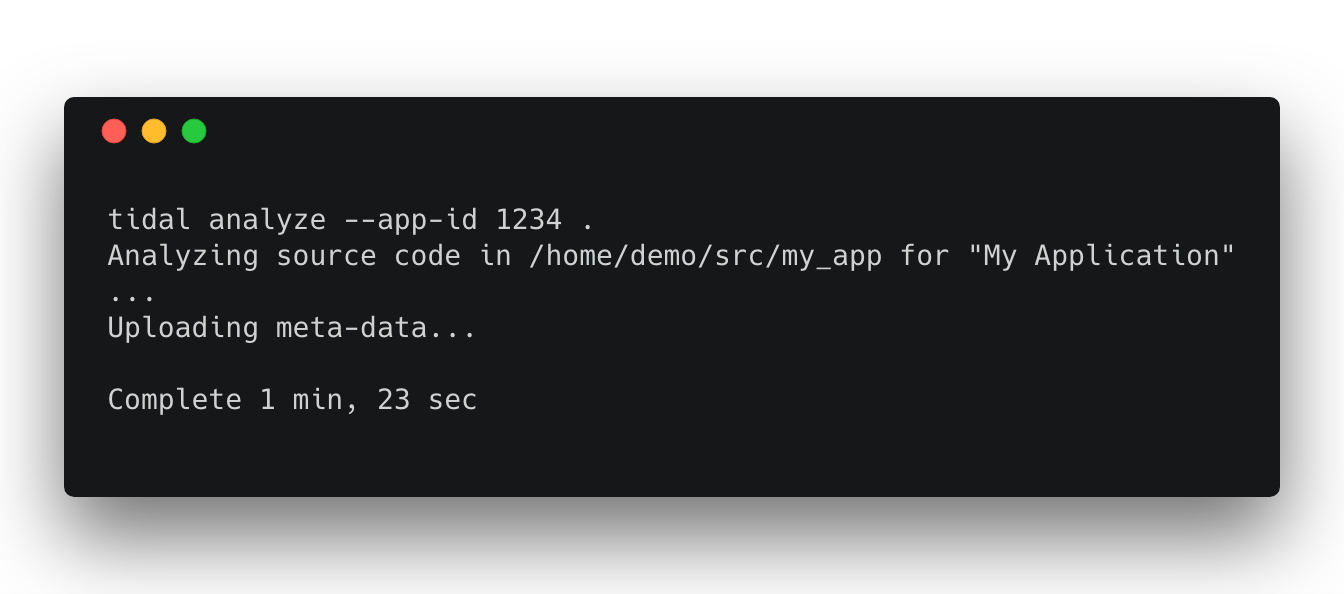 tidal analyze --app-id 1234 .
Analyzing source code in /home/demo/src/my_app for "My Application"
...
Uploading meta-data...
Complete 1 min, 23 sec